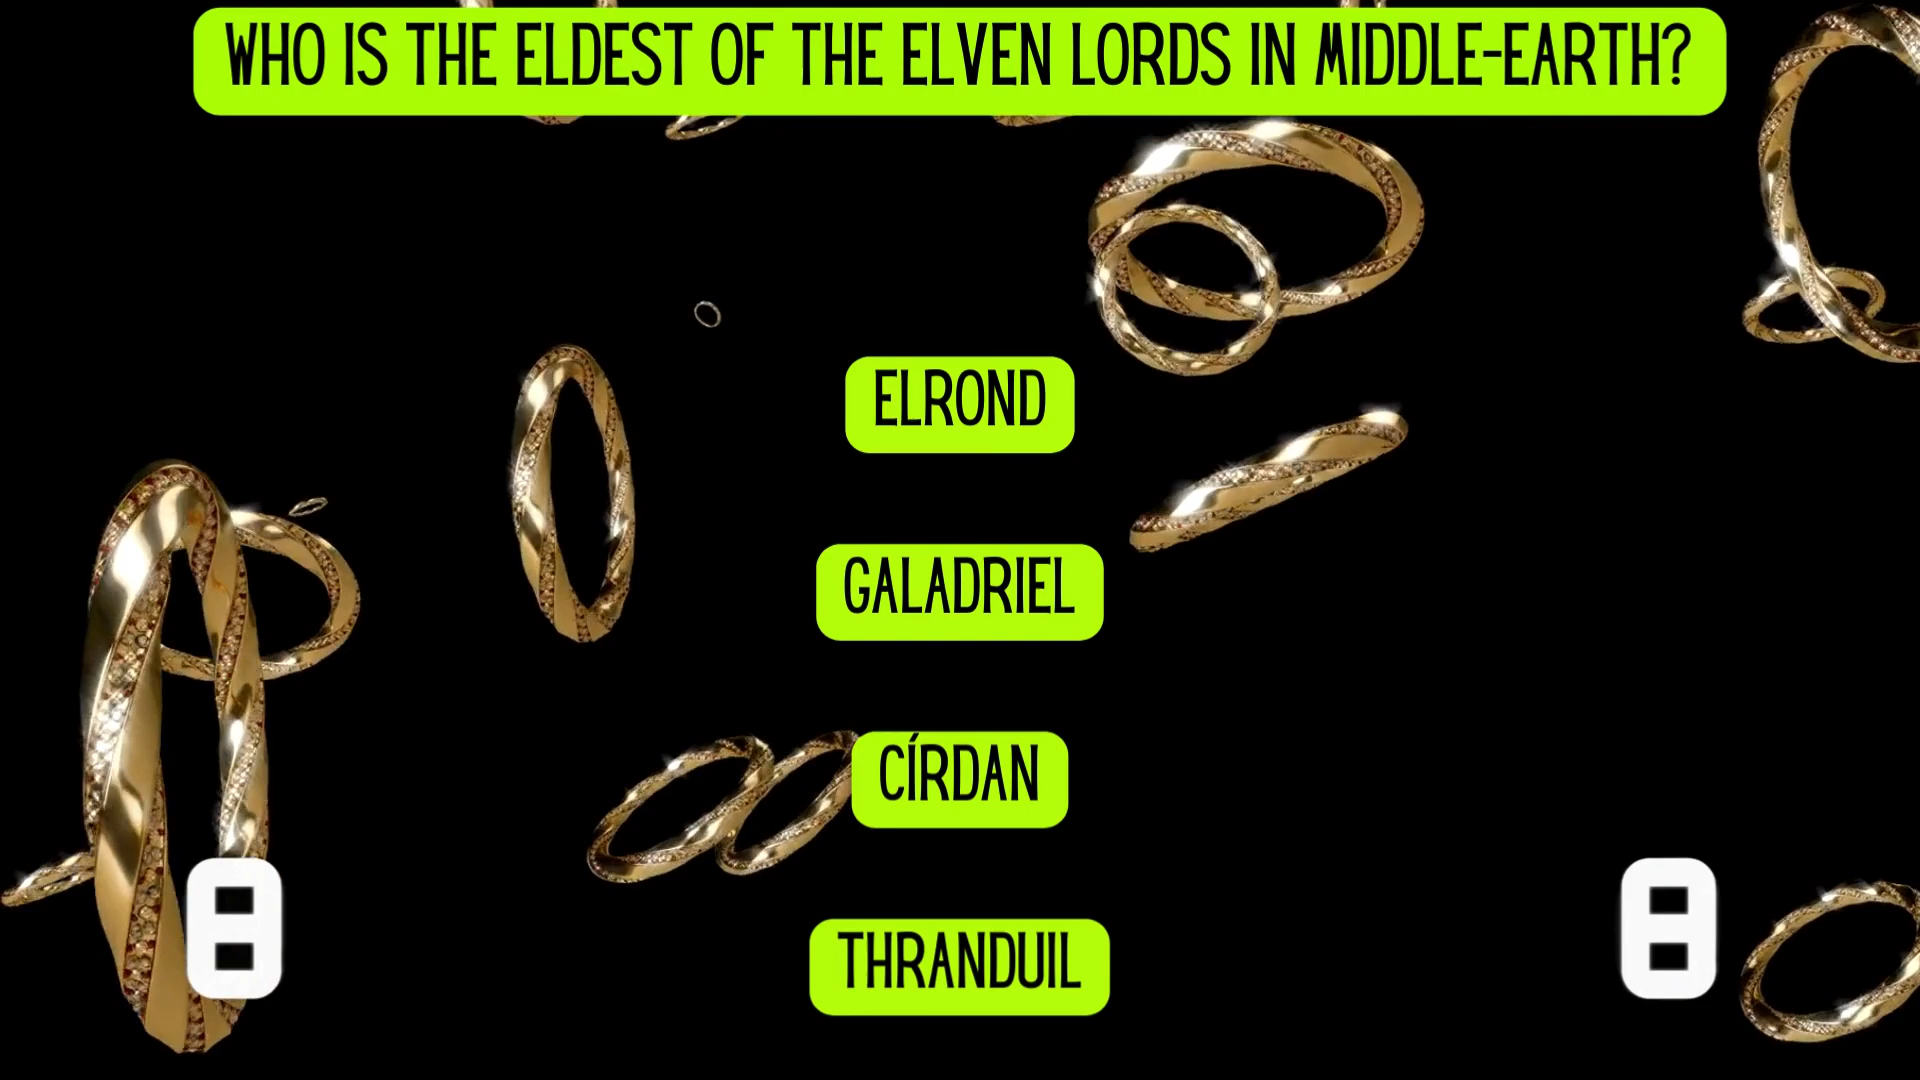 WHO IS THE ELDEST OF THE ELVEN LORDS IN MIDDLE-EARTH?
ELROND
GALADRIEL
CÍRDAN
THRANDUIL
8 8